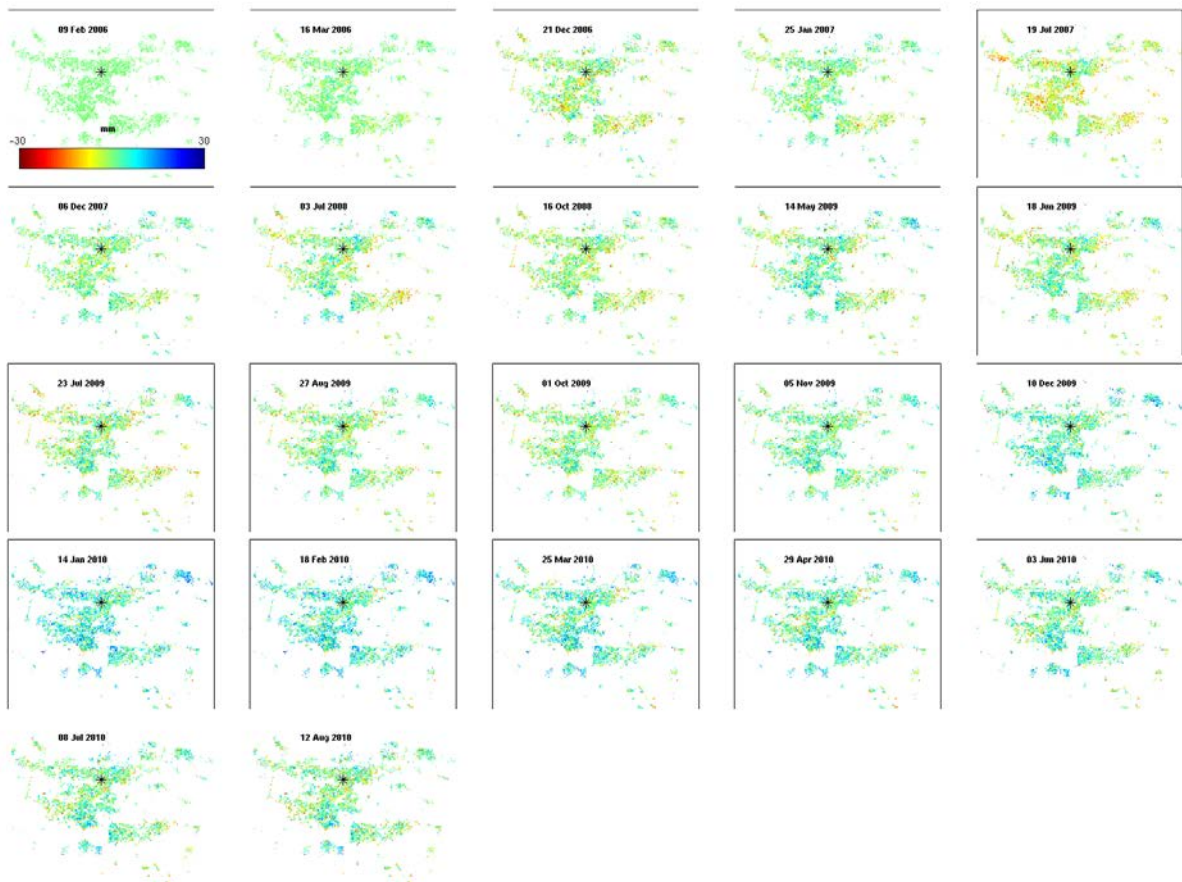 09 Feb 2006
16 Mar 2006
21 Dec 2006
25 Jan 2007
19 Jul 2007
mm
-30
30
06 Dec 2007
03 Jul 2008
16 Oct 2008
14 May 2009
18 Jun 2009
23 Jul 2009
27 Aug 2009
01 Oct 2009
05 Nov 2009
10 Dec 2009
14 Jan 2010
18 Feb 2010
25 Mar 2010
29 Apr 2010
03 Jun 2010
08 Jul 2010
12 Aug 2010